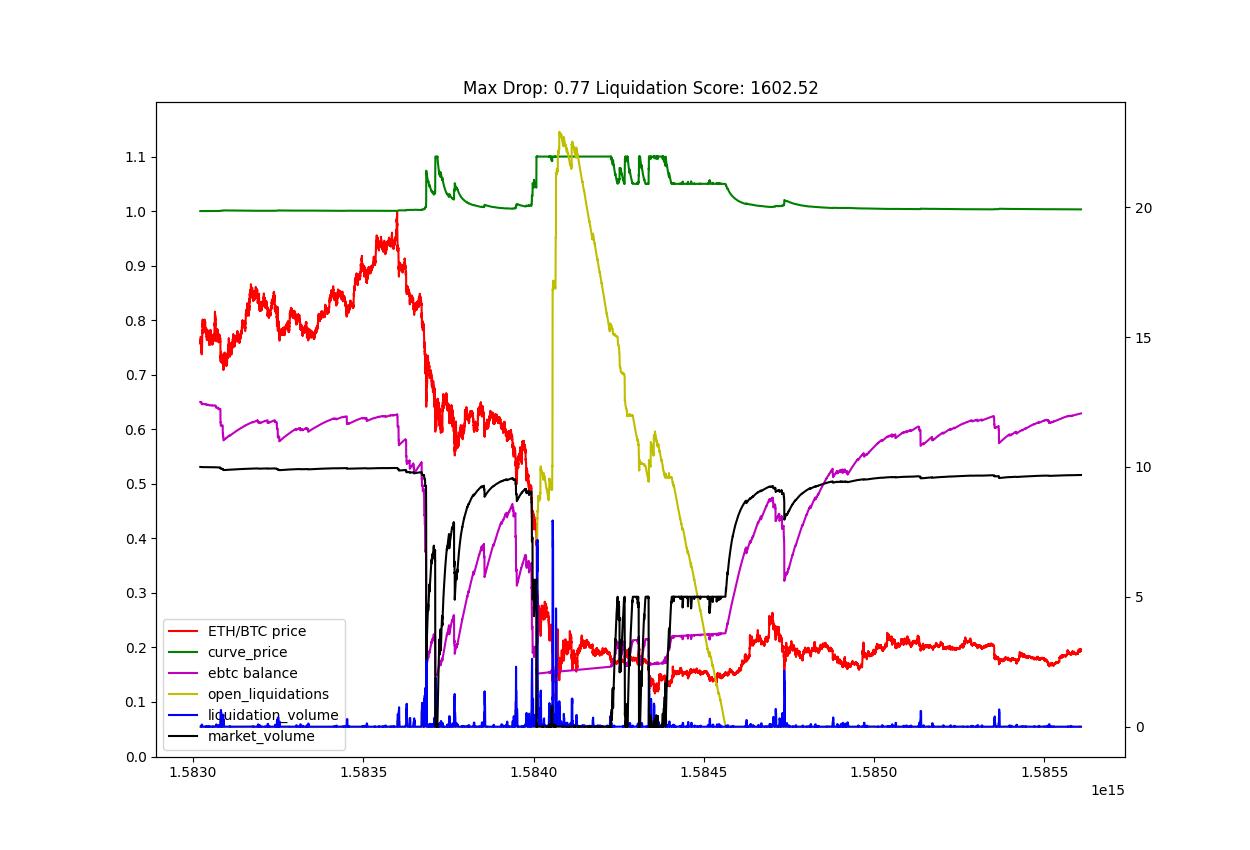 Max Drop: 0.77 Liquidation Score: 1602.52
1.1
1.0
0.9
0.8
0.7
0.6
0.5
0.4
0.3
0.2
0.1
0.0
20
15
10
5
0
ETH/BTC price
curve_price
ebtc balance
open_liquidations
liquidation_volume
market_volume
1.5830
1.5835
1.5840
1.5845
1.5850
1.5855
1e15